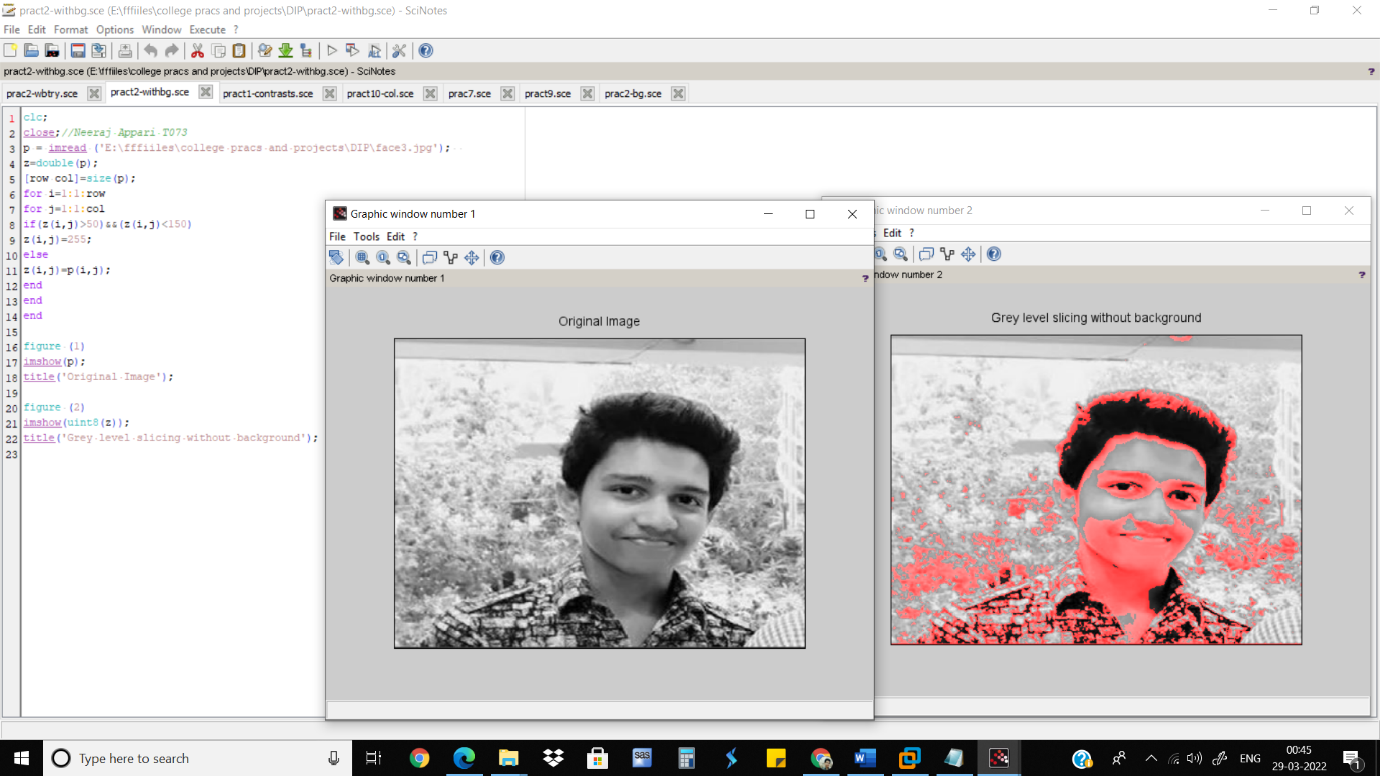 pract2-withbg.sce (E:\fffiiles\college pracs and projects\DIP\pract2-withbg.sce) - SciNotes
File Edit Format Options Window Execute ?
pract2-withbg.sce (E:\fffiiles\college pracs and projects\DIP\pract2-withbg.sce) - SciNotes ?
prac2-wbtry.sce pract2-withbg.sce pract1-contrasts.sce pract10-col.sce prac7.sce pract9.sce prac2-bg.sce
1 clc;
2 close;//Neeraj Appari T073
3 p = imread ('E:\fffiiles\college pracs and projects\DIP\face3.jpg');
4 z=double(p);
5 [row col]=size(p);
6 for i=1:1:row
7 for j=1:1:col
8 if(z(i,j)>50)&&(z(i,j)<150)
9 z(i,j)=255;
10 else
11 z(i,j)=p(i,j);
12 end
13 end
14 end
15
16 figure (1)
17 imshow(p);
18 title('Original Image');
19
20 figure (2)
21 imshow(uint8(z));
22 title('Grey level slicing without background');
23
Graphic window number 1
File Tools Edit ?
Graphic window number 1 ?
Original Image
ic window number 2
s Edit ?
ndow number 2 ?
Grey level slicing without background
Type here to search
sas
ENG
00:45
29-03-2022
1